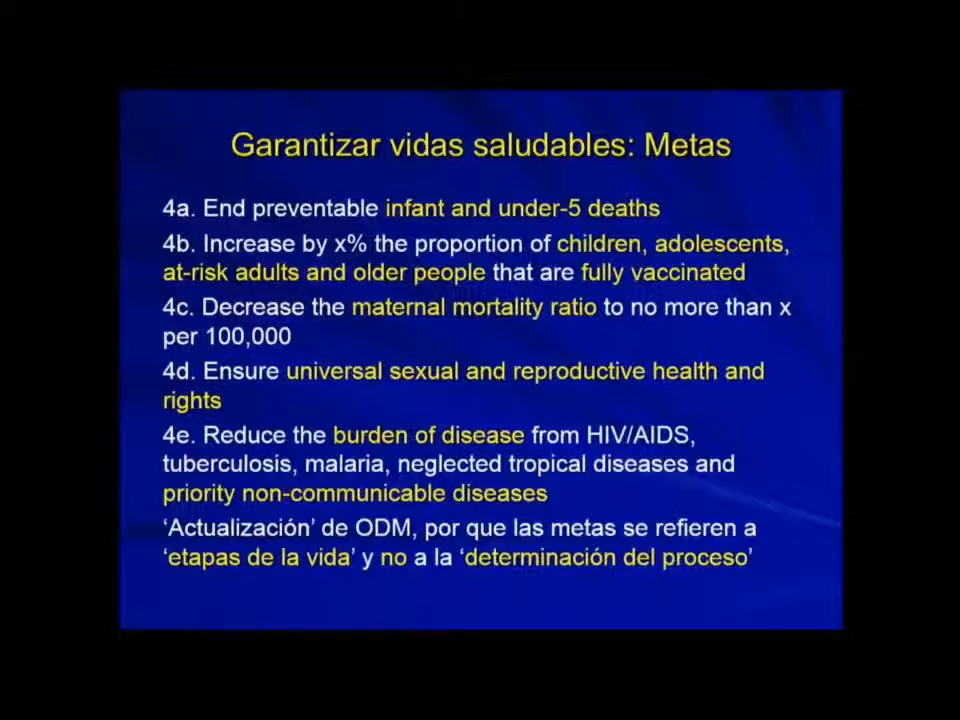 Garantizar vidas saludables: Metas
4a. End preventable infant and under-5 deaths
4b. Increase by x% the proportion of children, adolescents,
at-risk adults and older people that are fully vaccinated
4c. Decrease the maternal mortality ratio to no more than x
per 100,000
4d. Ensure universal sexual and reproductive health and
rights
4e. Reduce the burden of disease from HIV/AIDS,
tuberculosis, malaria, neglected tropical diseases and
priority non-communicable diseases
‘Actualización’ de ODM, por que las metas se refieren a
‘etapas de la vida’ y no a la ‘determinación del proceso’